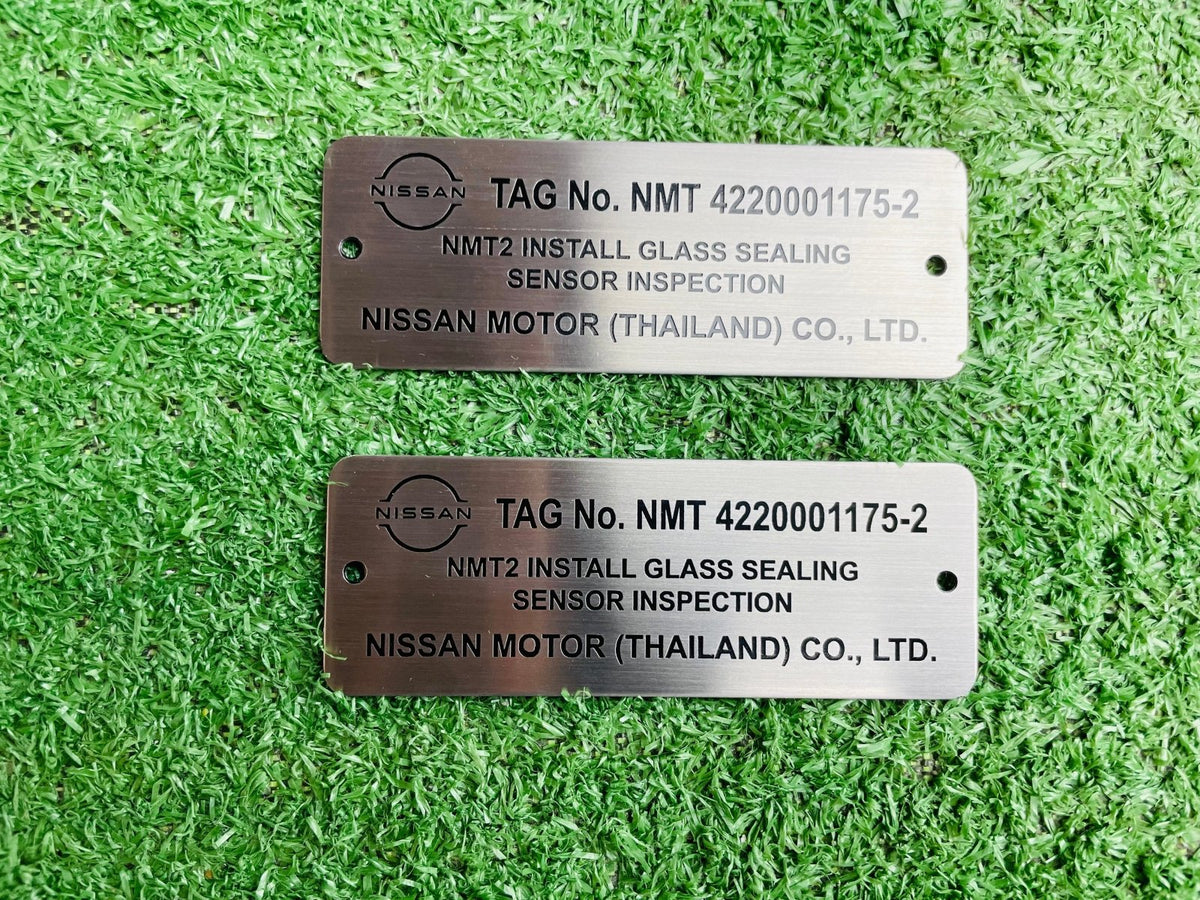 NISSAN
TAG No. NMT 4220001175-2
NMT2 INSTALL GLASS SEALING
SENSOR INSPECTION
NISSAN MOTOR (THAILAND) CO., LTD.
NISSAN
TAG No. NMT 4220001175-2
NMT2 INSTALL GLASS SEALING
SENSOR INSPECTION
NISSAN MOTOR (THAILAND) CO., LTD.